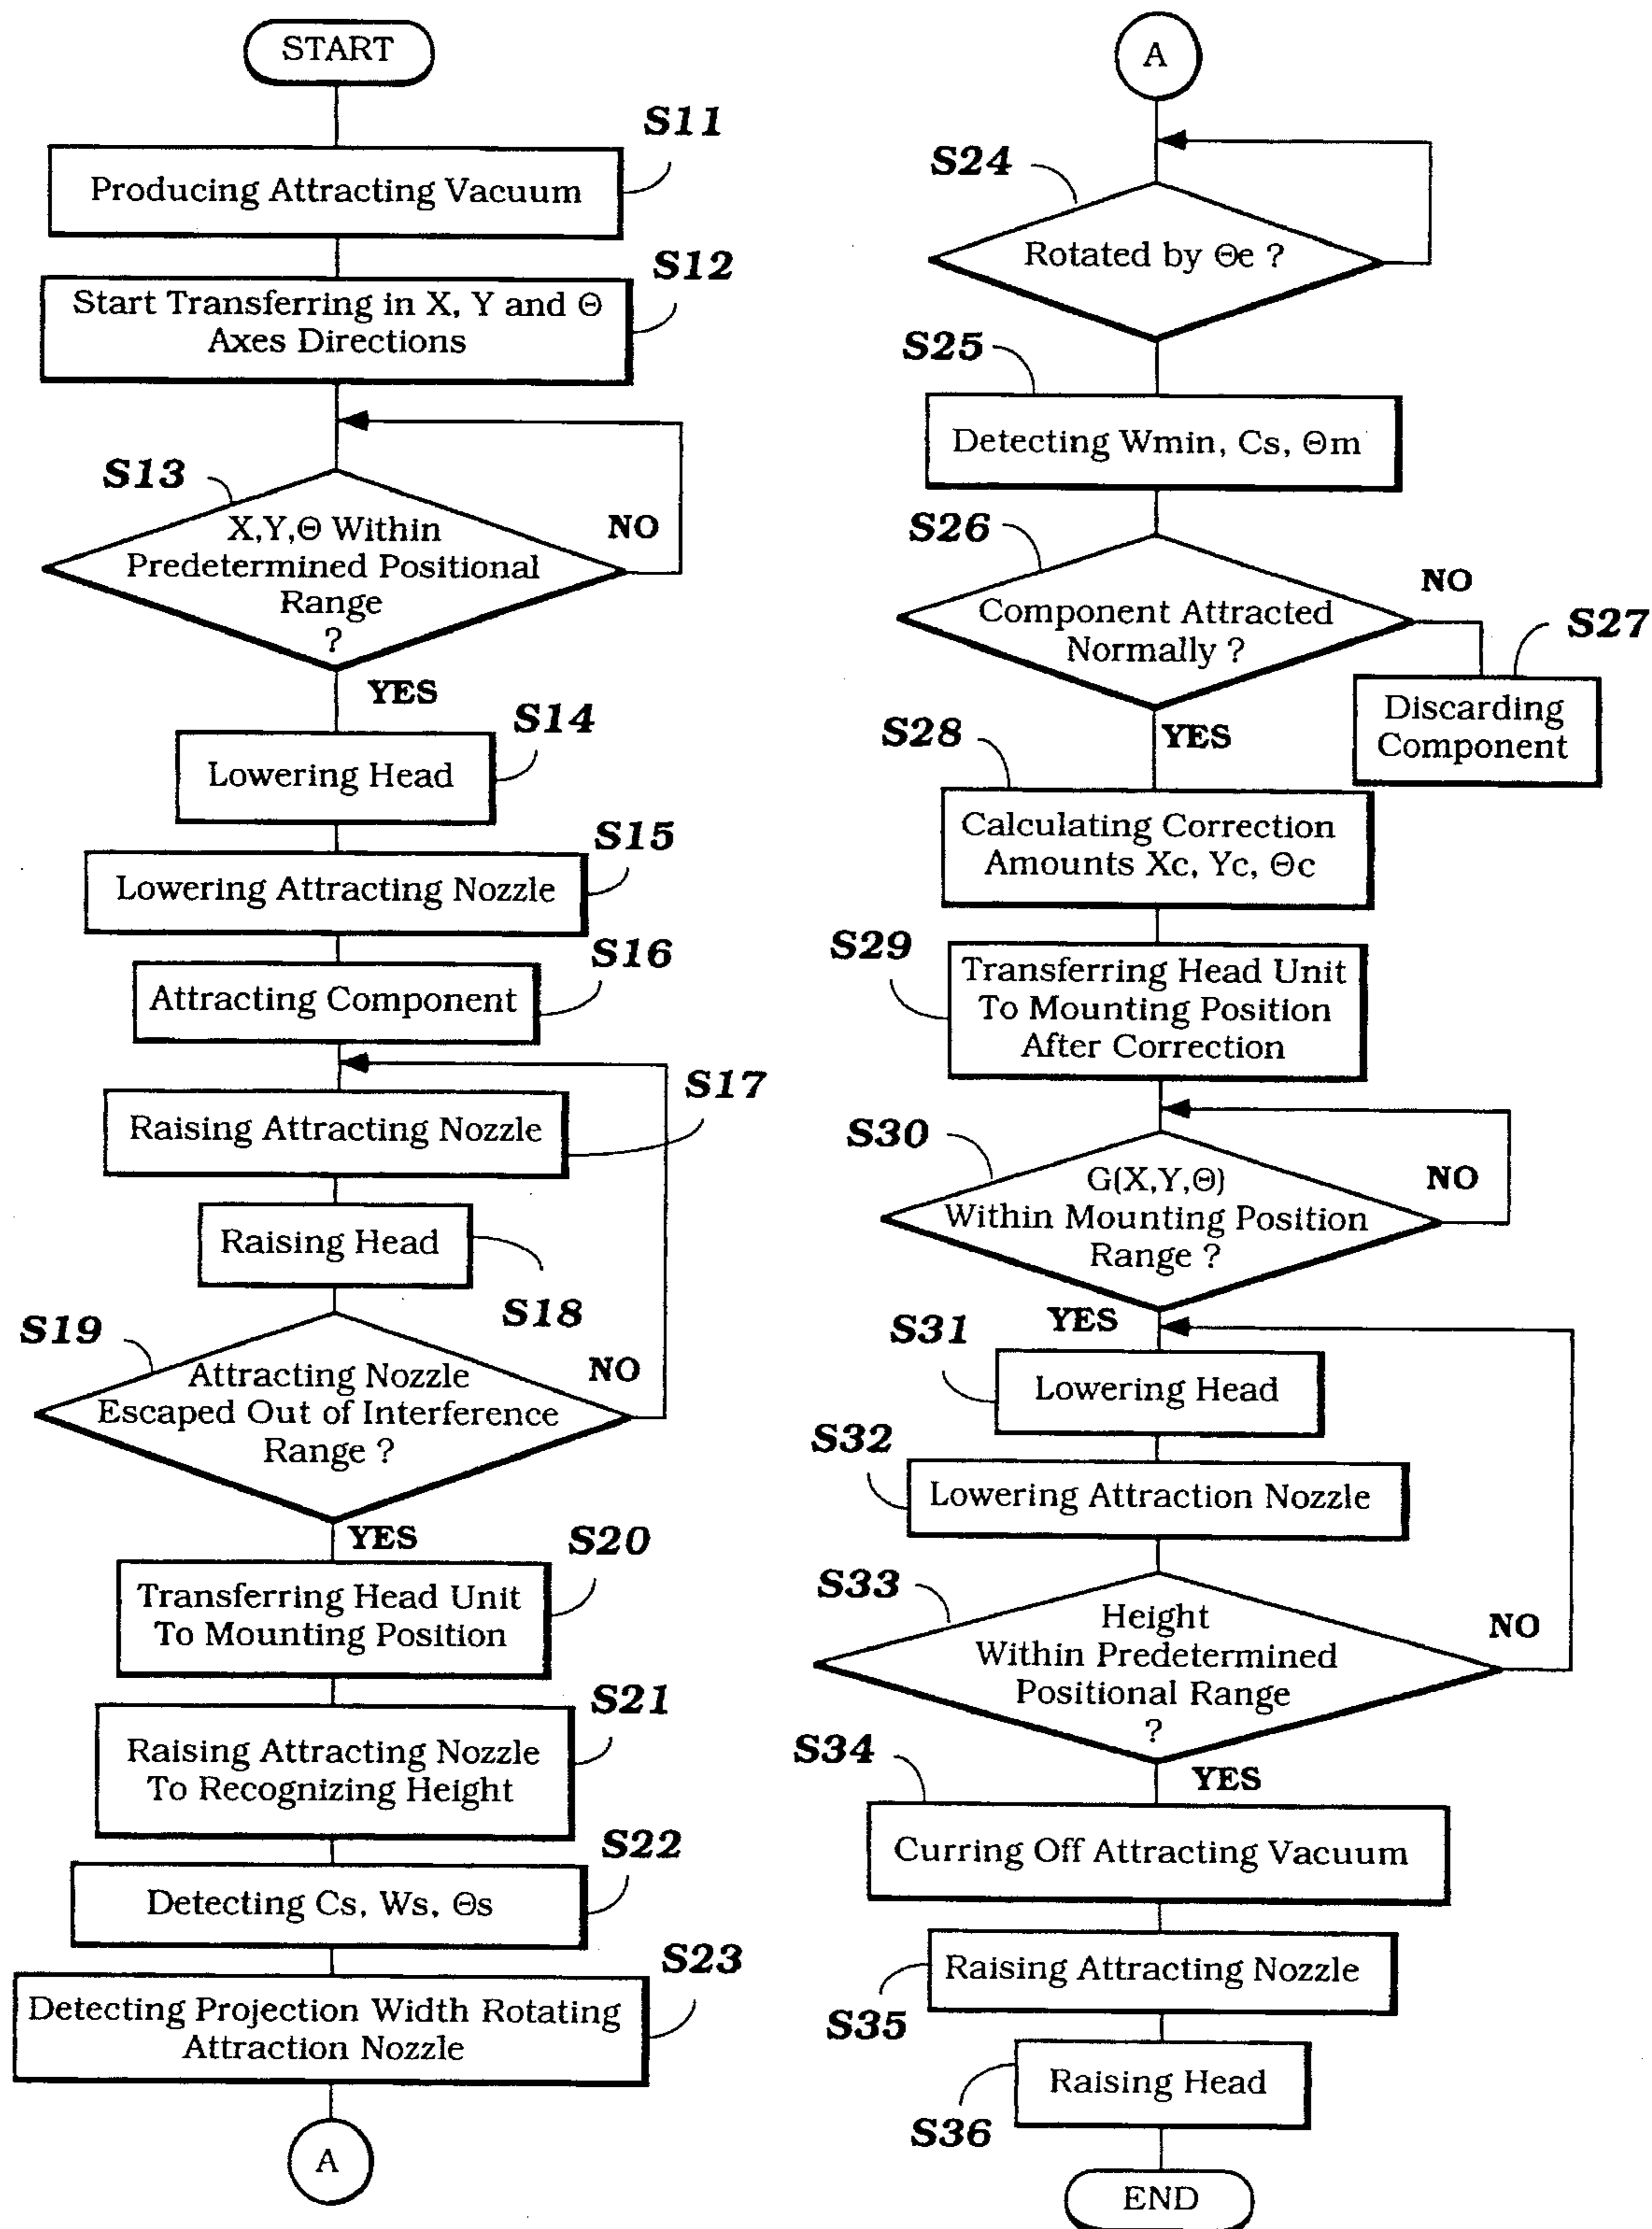 START
S11
Producing Attracting Vacuum
S12
Start Transferring in X, Y and Θ
Axes Directions
S13
X,Y,Θ Within
Predetermined Positional
Range
?
NO
YES
S14
Lowering Head
S15
Lowering Attracting Nozzle
S16
Attracting Component
S17
Raising Attracting Nozzle
Raising Head
S18
S19
Attracting Nozzle
Escaped Out of Interference
Range ?
NO
YES
S20
Transferring Head Unit
To Mounting Position
S21
Raising Attracting Nozzle
To Recognizing Height
S22
Detecting Cs, Ws, Θs
S23
Detecting Projection Width Rotating
Attraction Nozzle
A
A
S24
Rotated by Θe ?
S25
Detecting Wmin, Cs, Θm
S26
Component Attracted
Normally ?
NO
S27
Discarding
Component
YES
S28
Calculating Correction
Amounts Xc, Yc, Θc
S29
Transferring Head Unit
To Mounting Position
After Correction
S30
G(X,Y,Θ)
Within Mounting Position
Range ?
NO
YES
S31
Lowering Head
S32
Lowering Attraction Nozzle
S33
Height
Within Predetermined
Positional Range
?
NO
YES
S34
Curring Off Attracting Vacuum
Raising Attracting Nozzle
S35
Raising Head
S36
END